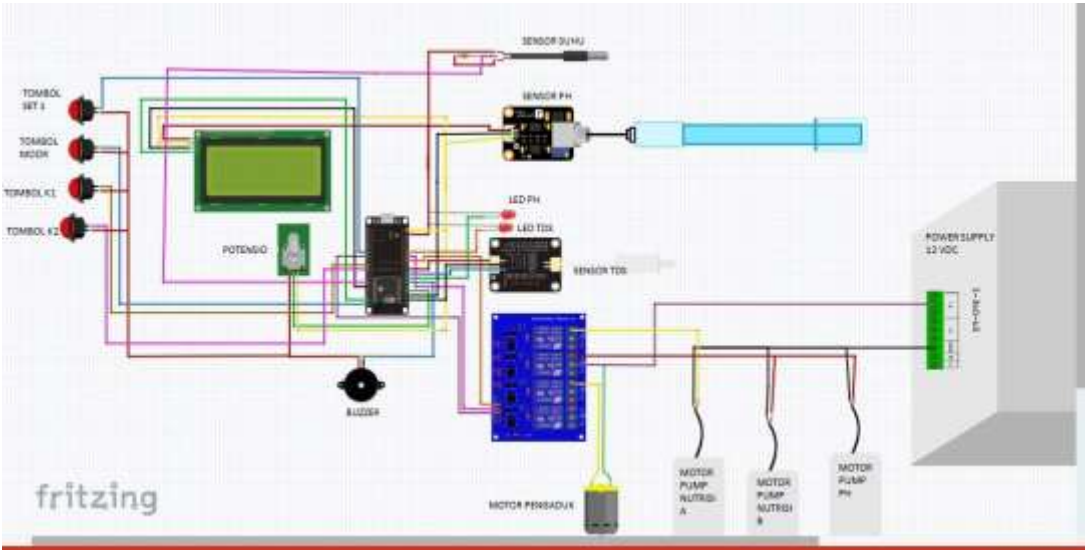 SENSOR SUHU
TOMBOL
SET 1
SENSOR PH
TOMBOL
MODE
TOMBOL K1
LED PH
TOMBOL K2
LED TDS
POTENSIO
SENSOR TDS
POWER SUPPLY
12 VDC
BUZZER
MOTOR
PUMP
NUTRISI
A
MOTOR
PUMP
NUTRISI
B
MOTOR
PUMP
PH
MOTOR PENGADUK
fritzing